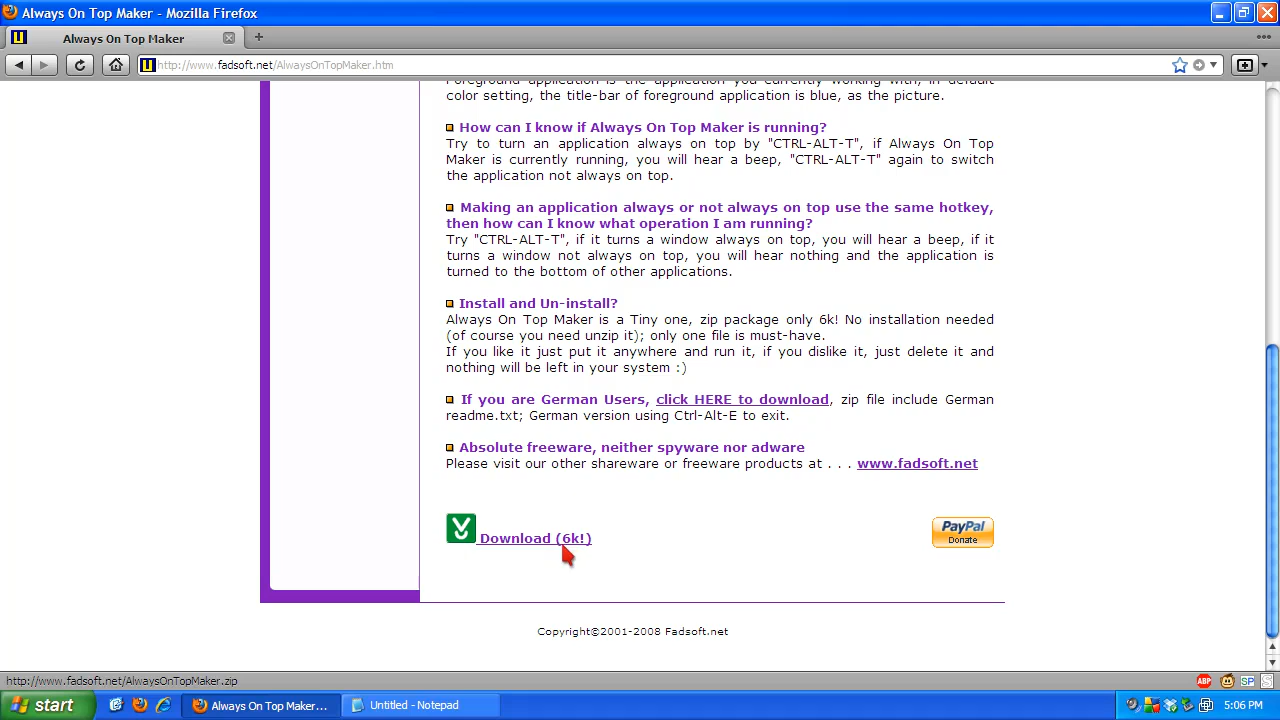 Always On Top Maker - Mozilla Firefox
Always On Top Maker
http://www.fadsoft.net/AlwaysOnTopMaker.htm
Foreground application is the application you currently working with, in default
color setting, the title-bar of foreground application is blue, as the picture.
How can I know if Always On Top Maker is running?
Try to turn an application always on top by "CTRL-ALT-T", if Always On Top
Maker is currently running, you will hear a beep, "CTRL-ALT-T" again to switch
the application not always on top.
Making an application always or not always on top use the same hotkey,
then how can I know what operation I am running?
Try "CTRL-ALT-T", if it turns a window always on top, you will hear a beep, if it
turns a window not always on top, you will hear nothing and the application is
turned to the bottom of other applications.
Install and Un-install?
Always On Top Maker is a Tiny one, zip package only 6k! No installation needed
(of course you need unzip it); only one file is must-have.
If you like it just put it anywhere and run it, if you dislike it, just delete it and
nothing will be left in your system :)
If you are German Users, click HERE to download, zip file include German
readme.txt; German version using Ctrl-Alt-E to exit.
Absolute freeware, neither spyware nor adware
Please visit our other shareware or freeware products at . . . www.fadsoft.net
Download (6k!)
PayPal
Donate
Copyright©2001-2008 Fadsoft.net
http://www.fadsoft.net/AlwaysOnTopMaker.zip
ABP
SP
start
Always On Top Maker...
Untitled - Notepad
5:06 PM